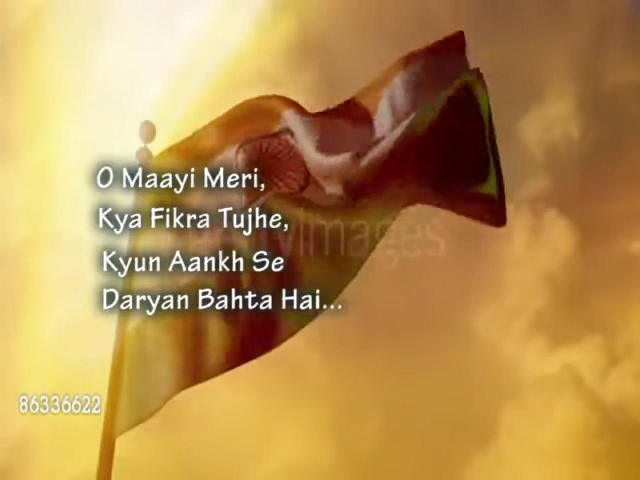 O Maayi Meri,
Kya Fikra Tujhe,
Kyun Aankh Se
Daryan Bahta Hai...
86336622